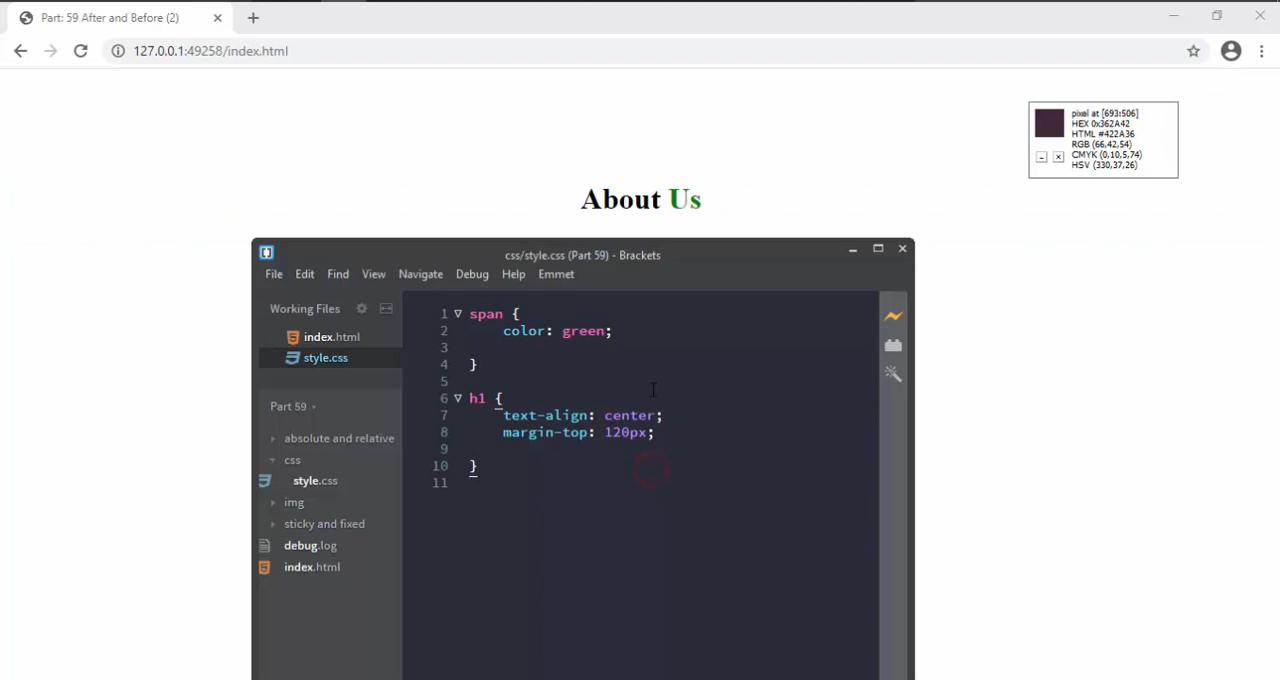 Part: 59 After and Before (2)
127.0.0.1:49258/index.html
pixel at [693:506]
HEX 0x362A42
HTML #422A36
RGB (66,42,54)
CMYK (0,10,5,74)
HSV (330,37,26)
About Us
css/style.css (Part 59) - Brackets
File Edit Find View Navigate Debug Help Emmet
Working Files
index.html
style.css
Part 59
absolute and relative
css
style.css
img
sticky and fixed
debug.log
index.html
1 span {
2 color: green;
3
4 }
5
6 h1 {
7 text-align: center;
8 margin-top: 120px;
9
10 }
11